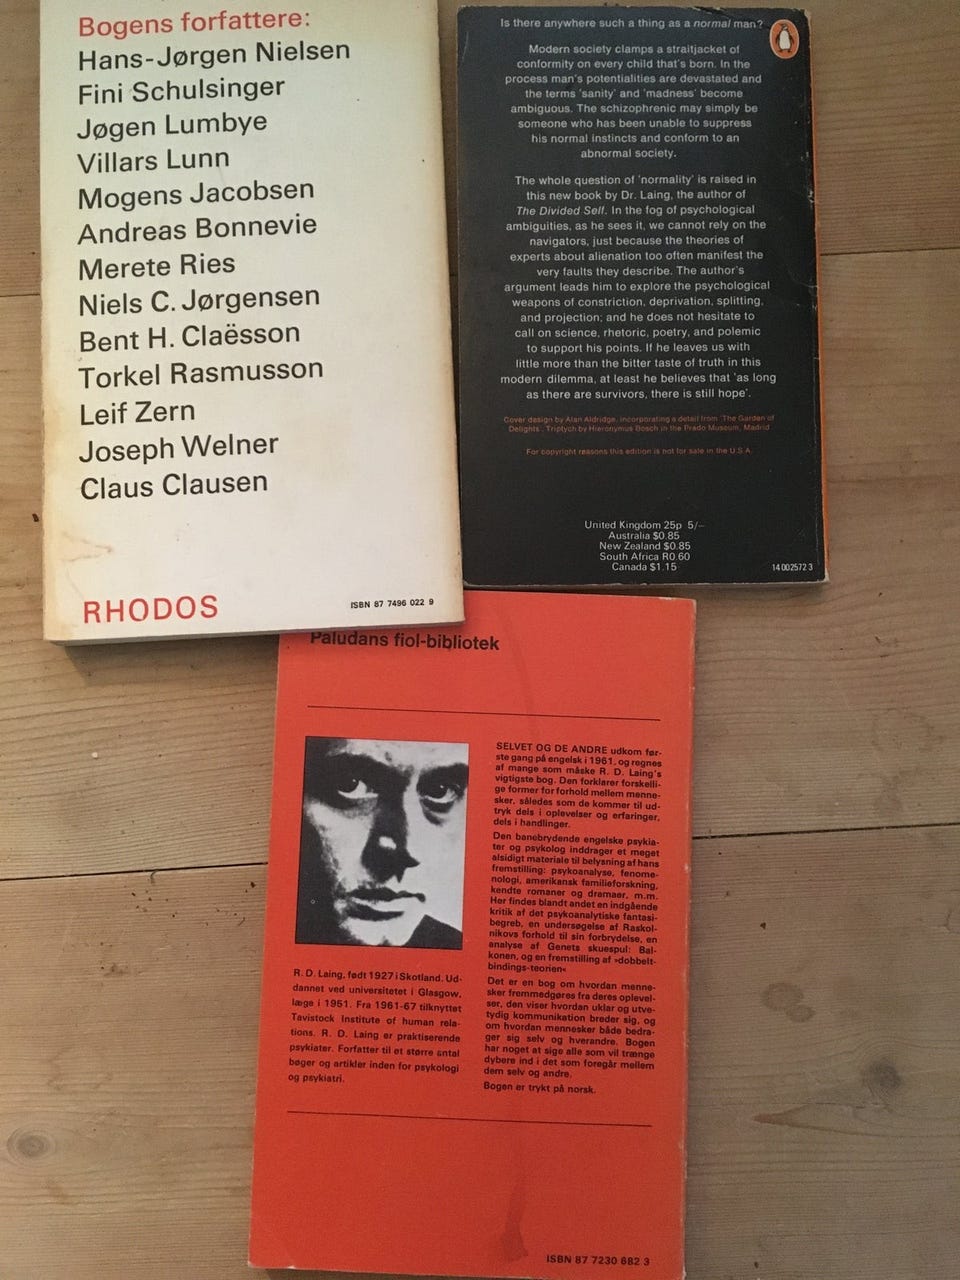 Bogens forfattere:
Hans-Jørgen Nielsen
Fini Schulsinger
Jøgen Lumbye
Villars Lunn
Mogens Jacobsen
Andreas Bonnevie
Merete Ries
Niels C. Jørgensen
Bent H. Claësson
Torkel Rasmusson
Leif Zern
Joseph Welner
Claus Clausen
RHODOS
ISBN 87 7496 022 9
Is there anywhere such a thing as a normal man?
Modern society clamps a straitjacket of
conformity on every child that's born. In the
process man's potentialities are devastated and
the terms 'sanity' and 'madness' become
ambiguous. The schizophrenic may simply be
someone who has been unable to suppress
his normal instincts and conform to an
abnormal society.
The whole question of 'normality' is raised in
this new book by Dr. Laing, the author of
The Divided Self. In the fog of psychological
ambiguities, as he sees it, we cannot rely on the
navigators, just because the theories of
experts about alienation too often manifest the
very faults they describe. The author's
argument leads him to explore the psychological
weapons of constriction, deprivation, splitting,
and projection; and he does not hesitate to
call on science, rhetoric, poetry, and polemic
to support his points. If he leaves us with
little more than the bitter taste of truth in this
modern dilemma, at least he believes that 'as long
as there are survivors, there is still hope'.
Cover design by Alan Aldridge, incorporating a detail from 'The Garden of
Delights', Triptych by Hieronymus Bosch in the Prado Museum, Madrid
For copyright reasons this edition is not for sale in the U.S.A.
United Kingdom 25p 5/-
Australia $0.85
New Zealand $0.85
South Africa R0.60
Canada $1.15
14 002572 3
Paludans fiol-bibliotek
SELVET OG DE ANDRE udkom før-
ste gang på engelsk i 1961, og regnes
af mange som måske R. D. Laing's
vigtigste bog. Den forklarer forskelli-
ge former for forhold mellem menne-
sker, således som de kommer til ud-
tryk dels i oplevelser og erfaringer,
dels i handlinger.
Den banebrydende engelske psykia-
ter og psykolog inddrager et meget
alsidigt materiale til belysning af hans
fremstilling: psykoanalyse, fenome-
nologi, amerikansk familieforskning,
kendte romaner og dramaer, m.m.
Her findes blandt andet en indgående
kritik af det psykoanalytiske fantasi-
begreb, en undersøgelse af Raskol-
nikovs forhold til sin forbrydelse, en
analyse af Genets skuespul: Bal-
konen, og en fremstilling af »dobbelt-
bindings-teorien«
Det er en bog om hvordan menne-
sker fremmedgøres fra deres oplevel-
ser, den viser hvordan uklar og utve-
tydig kommunikation breder sig, og
om hvordan mennesker både bedra-
ger sig selv og hverandre. Bogen
har noget at sige alle som vil trænge
dybere ind i det som foregår mellem
dem selv og andre.
Bogen er trykt på norsk.
R. D. Laing, født 1927 i Skotland. Ud-
dannet ved universitetet i Glasgow,
læge i 1951. Fra 1961-67 tilknyttet
Tavistock Institute of human rela-
tions. R. D. Laing er praktiserende
psykiater. Forfatter til et større antal
bøger og artikler inden for psykologi
og psykiatri.
ISBN 87 7230 682 3